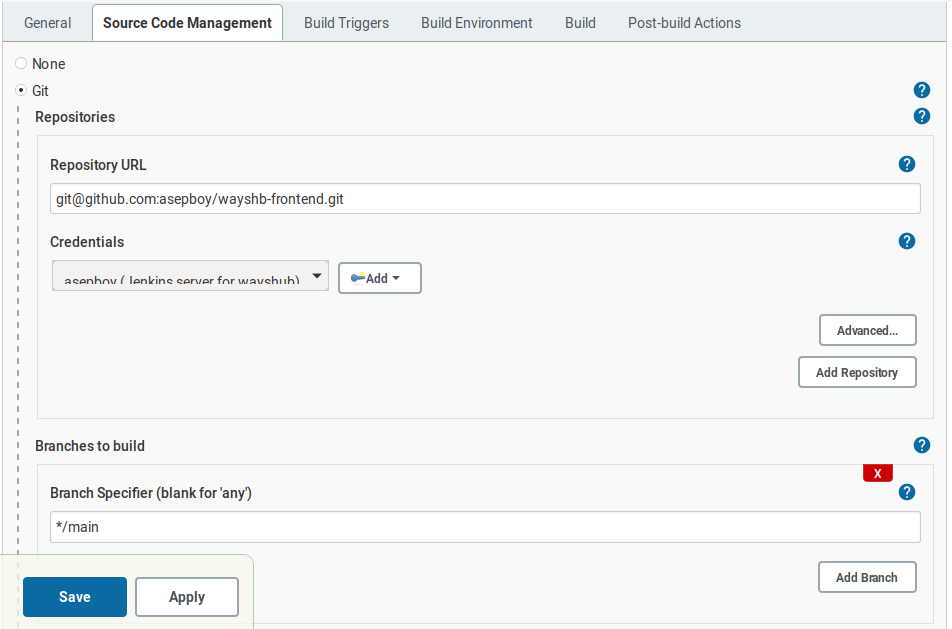 General Source Code Management Build Triggers Build Environment Build Post-build Actions
None
Git
?
Repositories
?
Repository URL
?
git@github.com:asepboy/wayshb-frontend.git
Credentials
?
asepboy (Jenkins server for wayshub)
Add
Advanced...
Add Repository
Branches to build
?
X
Branch Specifier (blank for 'any')
?
*/main
Add Branch
Save Apply